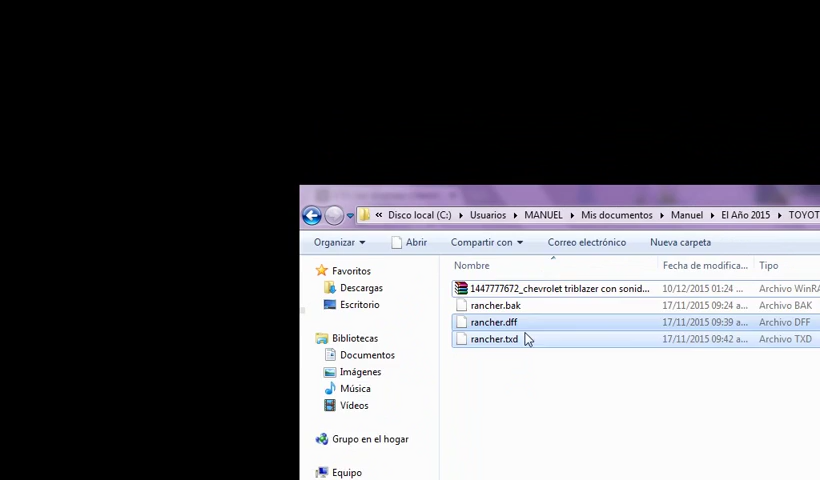 « Disco local (C:) Usuarios MANUEL Mis documentos Manuel El Año 2015 TOYOT
Organizar Abrir Compartir con Correo electrónico Nueva carpeta
Nombre Fecha de modifica... Tipo
Favoritos
Descargas
Escritorio
Bibliotecas
Documentos
Imágenes
Música
Vídeos
Grupo en el hogar
Equipo
1447777672_chevrolet triblazer con sonid... 10/12/2015 01:24 ... Archivo WinRA
rancher.bak 17/11/2015 09:24 a... Archivo BAK
rancher.dff 17/11/2015 09:39 a... Archivo DFF
rancher.txd 17/11/2015 09:42 a... Archivo TXD